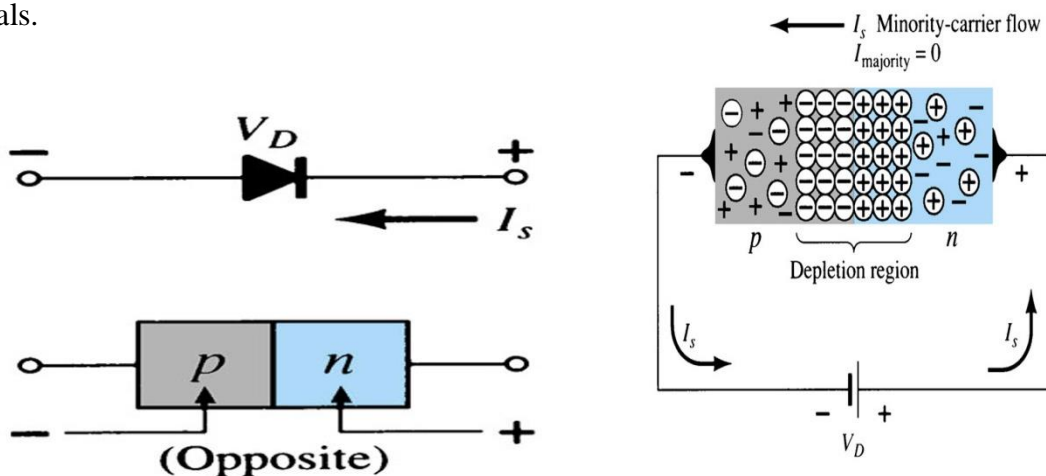 als.
V_D
− +
I_s
p n
− +
(Opposite)
I_s Minority-carrier flow
I_majority = 0
− +
p n
Depletion region
I_s I_s
− +
V_D